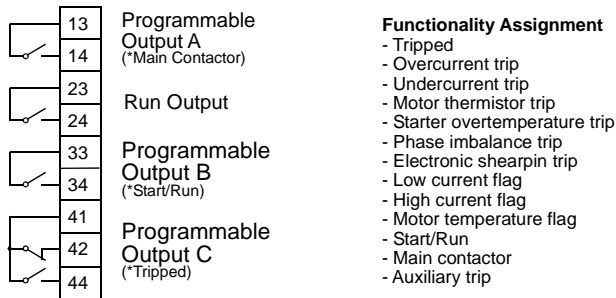 13
14
23
24
33
34
41
42
44
Programmable
Output A
(*Main Contactor)
Run Output
Programmable
Output B
(*Start/Run)
Programmable
Output C
(*Tripped)
Functionality Assignment
- Tripped
- Overcurrent trip
- Undercurrent trip
- Motor thermistor trip
- Starter overtemperature trip
- Phase imbalance trip
- Electronic shearpin trip
- Low current flag
- High current flag
- Motor temperature flag
- Start/Run
- Main contactor
- Auxiliary trip